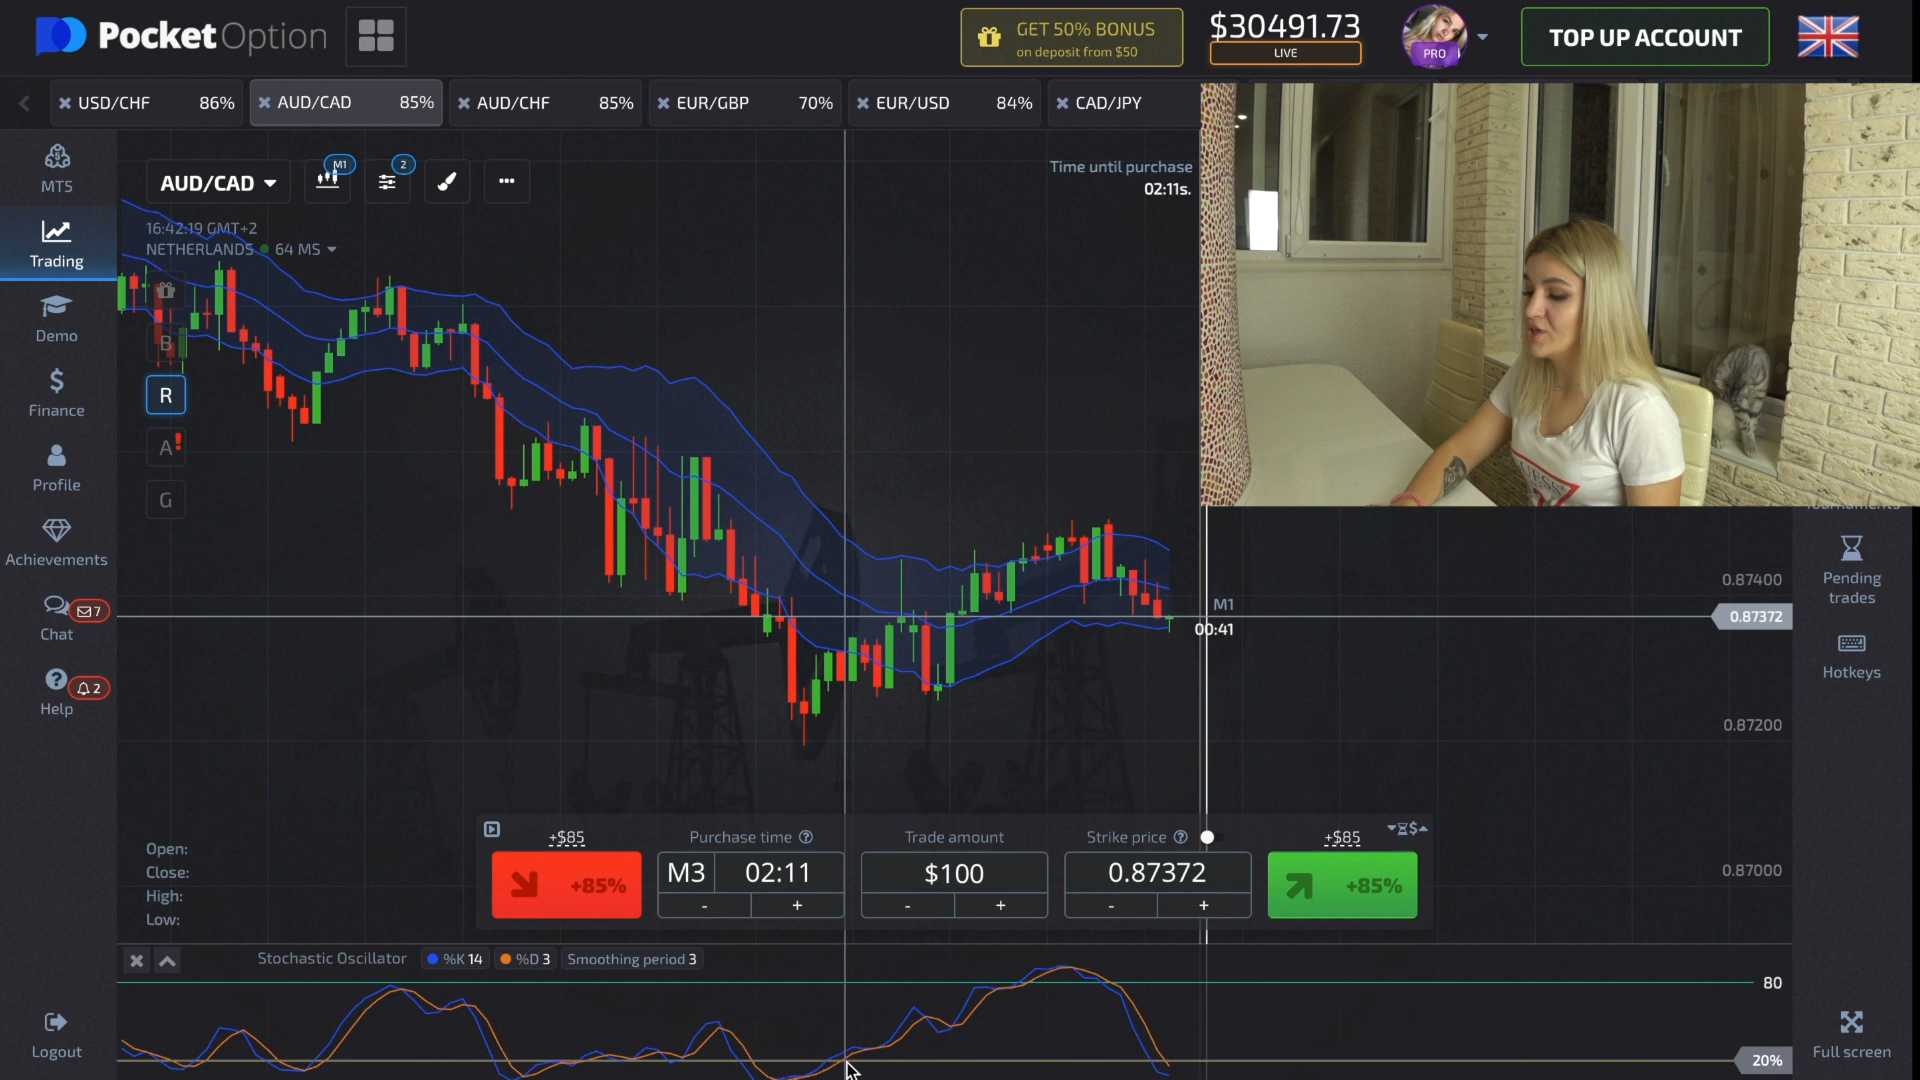 PocketOption
GET 50% BONUS
on deposit from $50
$30491.73
LIVE
PRO
TOP UP ACCOUNT
USD/CHF 86%
AUD/CAD 85%
AUD/CHF 85%
EUR/GBP 70%
EUR/USD 84%
CAD/JPY
MT5
Trading
Demo
Finance
Profile
Achievements
7
Chat
2
Help
Logout
AUD/CAD
M1
2
Time until purchase
02:11s.
16:42:19 GMT+2
NETHERLANDS 64 MS
B
R
A!
G
M1
00:41
0.87400
0.87372
0.87200
0.87000
Tournaments
Pending
trades
Hotkeys
Full screen
Open:
Close:
High:
Low:
+$85
Purchase time
Trade amount
Strike price
+$85
+85%
M3 02:11
$100
0.87372
+85%
- +
- +
- +
Stochastic Oscillator %K 14 %D 3 Smoothing period 3
80
20%